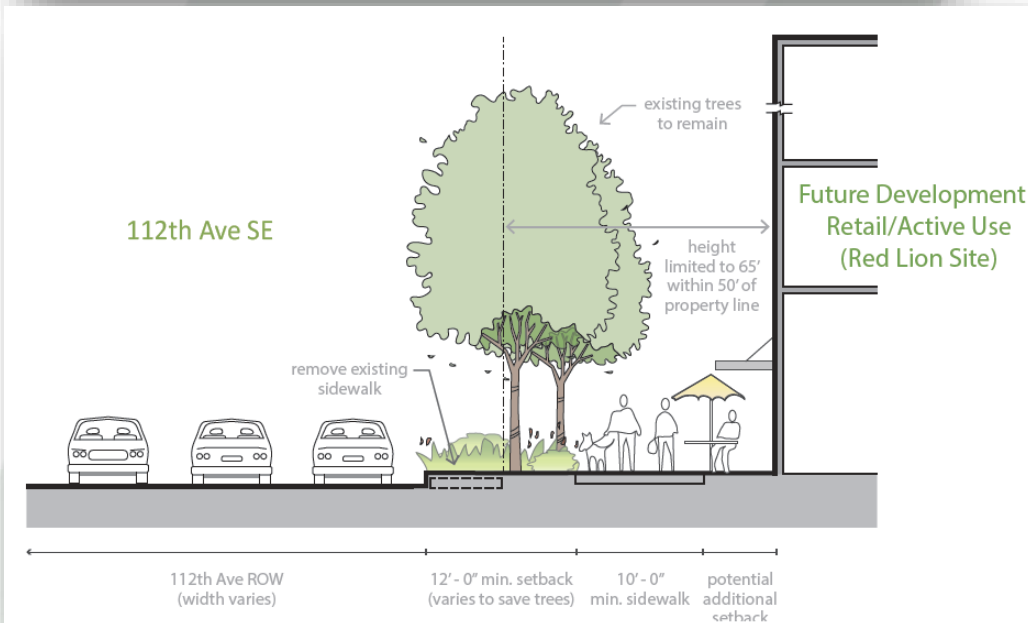 existing trees
to remain
112th Ave SE
Future Development
Retail/Active Use
(Red Lion Site)
height
limited to 65'
within 50' of
property line
remove existing
sidewalk
112th Ave ROW
(width varies)
12'- 0" min. setback
(varies to save trees)
10' - 0"
min. sidewalk
potential
additional
setback